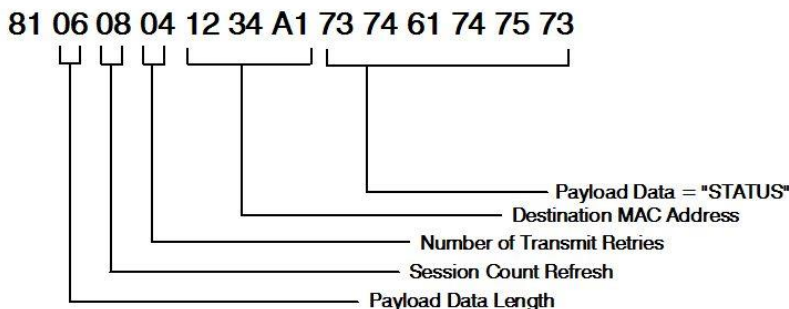 81 06 08 04 12 34 A1 73 74 61 74 75 73
Payload Data = "STATUS"
Destination MAC Address
Number of Transmit Retries
Session Count Refresh
Payload Data Length